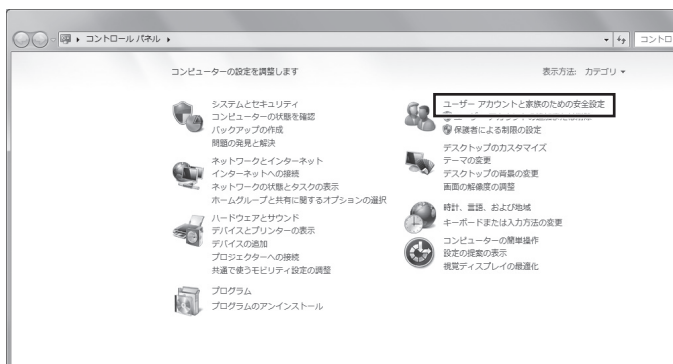 コントロール パネル
コントロ
コンピューターの設定を調整します
表示方法: カテゴリ
システムとセキュリティ
コンピューターの状態を確認
バックアップの作成
問題の発見と解決
ネットワークとインターネット
インターネットへの接続
ネットワークの状態とタスクの表示
ホームグループと共有に関するオプションの選択
ハードウェアとサウンド
デバイスとプリンターの表示
デバイスの追加
プロジェクターへの接続
共通で使うモビリティ設定の調整
プログラム
プログラムのアンインストール
ユーザー アカウントと家族のための安全設定
保護者による制限の設定
デスクトップのカスタマイズ
テーマの変更
デスクトップの背景の変更
画面の解像度の調整
時計、言語、および地域
キーボードまたは入力方法の変更
コンピューターの簡単操作
設定の提案の表示
視覚ディスプレイの最適化